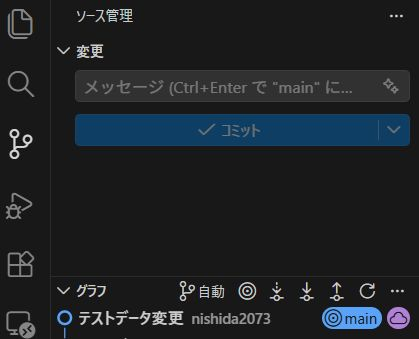 ソース管理
変更
メッセージ (Ctrl+Enter で "main" に...
コミット
グラフ 自動
テストデータ変更 nishida2073 main